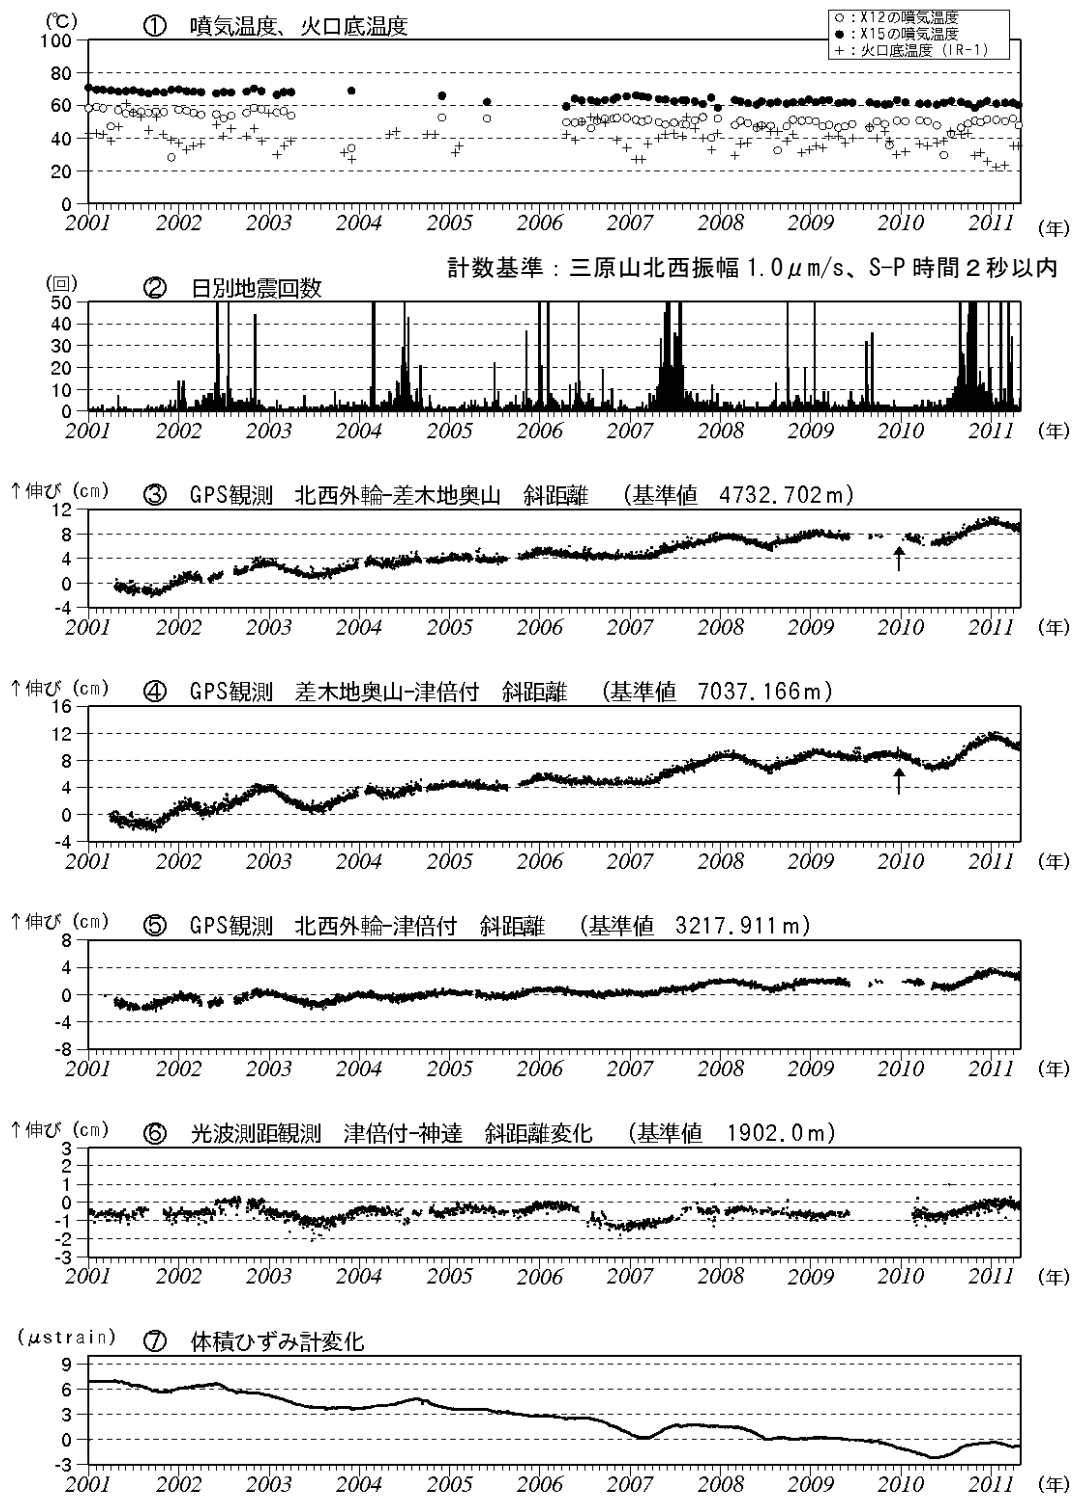 (℃) ① 噴気温度、火口底温度
○:X12の噴気温度
●:X15の噴気温度
+:火口底温度(IR-1)
100
80
60
40
20
0
2001 2002 2003 2004 2005 2006 2007 2008 2009 2010 2011 (年)
計数基準：三原山北西振幅1.0μm/s、S-P時間２秒以内
(回) ② 日別地震回数
50
40
30
20
10
0
2001 2002 2003 2004 2005 2006 2007 2008 2009 2010 2011 (年)
↑伸び(cm) ③ GPS観測 北西外輪-差木地奥山 斜距離 (基準値 4732.702m)
12
8
4
0
-4
2001 2002 2003 2004 2005 2006 2007 2008 2009 2010 2011 (年)
↑伸び(cm) ④ GPS観測 差木地奥山-津倍付 斜距離 (基準値 7037.166m)
16
12
8
4
0
-4
2001 2002 2003 2004 2005 2006 2007 2008 2009 2010 2011 (年)
↑伸び(cm) ⑤ GPS観測 北西外輪-津倍付 斜距離 (基準値 3217.911m)
8
4
0
-4
-8
2001 2002 2003 2004 2005 2006 2007 2008 2009 2010 2011 (年)
↑伸び(cm) ⑥ 光波測距観測 津倍付-神達 斜距離変化 (基準値 1902.0m)
3
2
1
0
-1
-2
-3
2001 2002 2003 2004 2005 2006 2007 2008 2009 2010 2011 (年)
(μstrain) ⑦ 体積ひずみ計変化
9
6
3
0
-3
2001 2002 2003 2004 2005 2006 2007 2008 2009 2010 2011 (年)